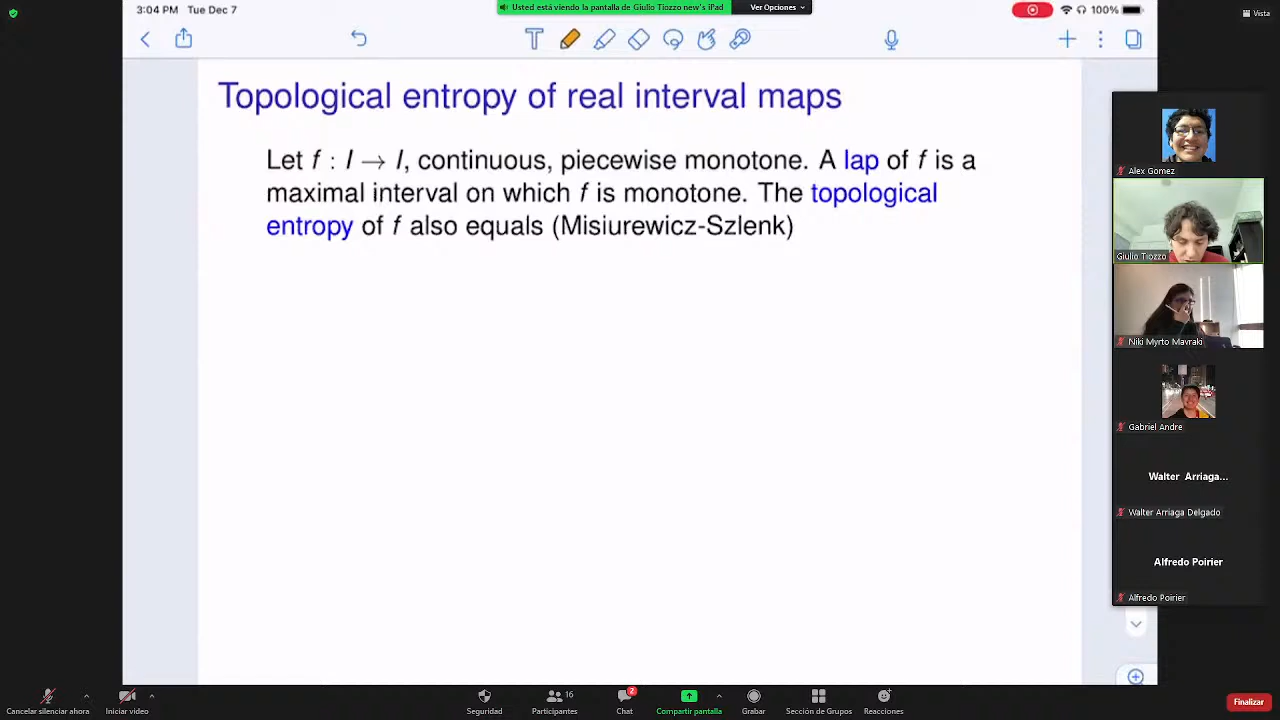 3:04 PM Tue Dec 7
Usted está viendo la pantalla de Giulio Tiozzo new's iPad
Ver Opciones
100%
Vista
Topological entropy of real interval maps
Let f : I → I, continuous, piecewise monotone. A lap of f is a
maximal interval on which f is monotone. The topological
entropy of f also equals (Misiurewicz-Szlenk)
Alex Gomez
Giulio Tiozzo
Niki Myrto Mavraki
Gabriel Andre
Walter Arriaga...
Walter Arriaga Delgado
Alfredo Poirier
Alfredo Poirier
Cancelar silenciar ahora
Iniciar video
Seguridad
16
Participantes
2
Chat
Compartir pantalla
Grabar
Sección de Grupos
Reacciones
Finalizar